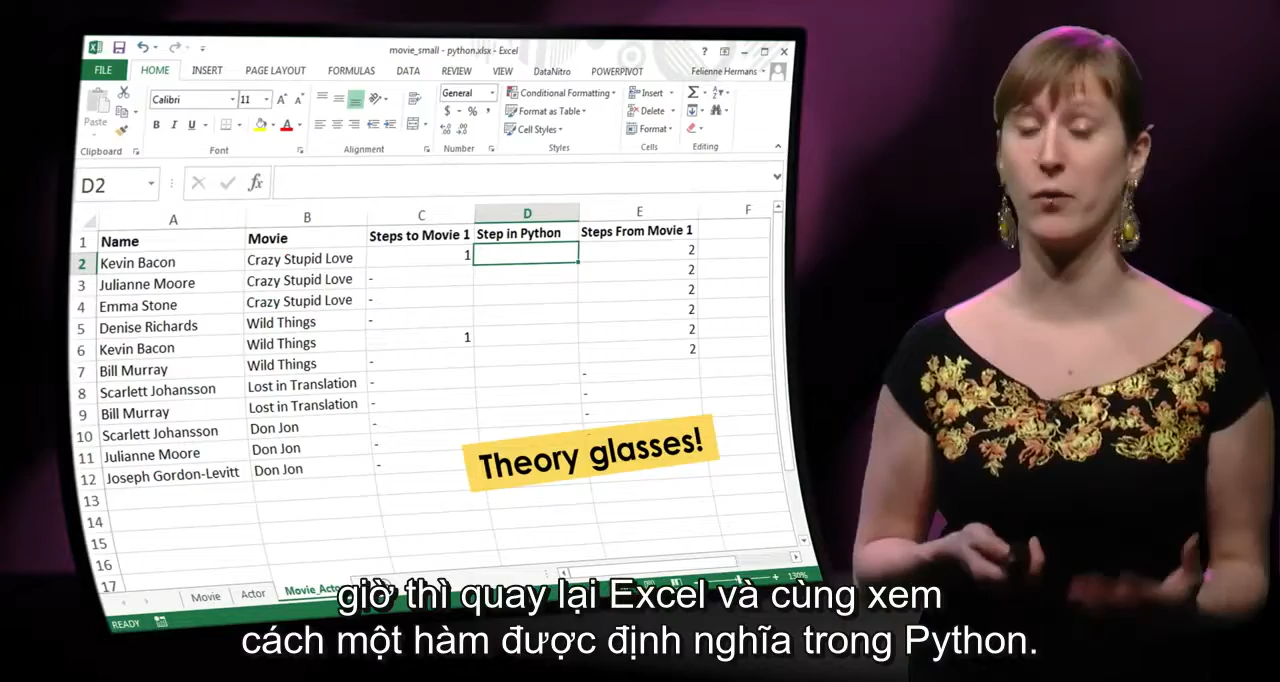 movie_small - python.xlsx - Excel
FILE HOME INSERT PAGE LAYOUT FORMULAS DATA REVIEW VIEW DataNitro POWERPIVOT Felienne Hermans
Paste
Calibri 11
General
Conditional Formatting
Format as Table
Cell Styles
Insert
Delete
Format
Clipboard Font Alignment Number Styles Cells Editing
D2 fx
A B C D E F
1 Name Movie Steps to Movie 1 Step in Python Steps From Movie 1
2 Kevin Bacon Crazy Stupid Love 1 2
3 Julianne Moore Crazy Stupid Love - 2
4 Emma Stone Crazy Stupid Love - 2
5 Denise Richards Wild Things - 2
6 Kevin Bacon Wild Things 1 2
7 Bill Murray Wild Things - 2
8 Scarlett Johansson Lost in Translation - -
9 Bill Murray Lost in Translation - -
10 Scarlett Johansson Don Jon - -
11 Julianne Moore Don Jon -
12 Joseph Gordon-Levitt Don Jon -
13
14
15
16
17
Theory glasses!
Movie Actor Movie_Acto
READY 130%
giờ thì quay lại Excel và cùng xem
cách một hàm được định nghĩa trong Python.